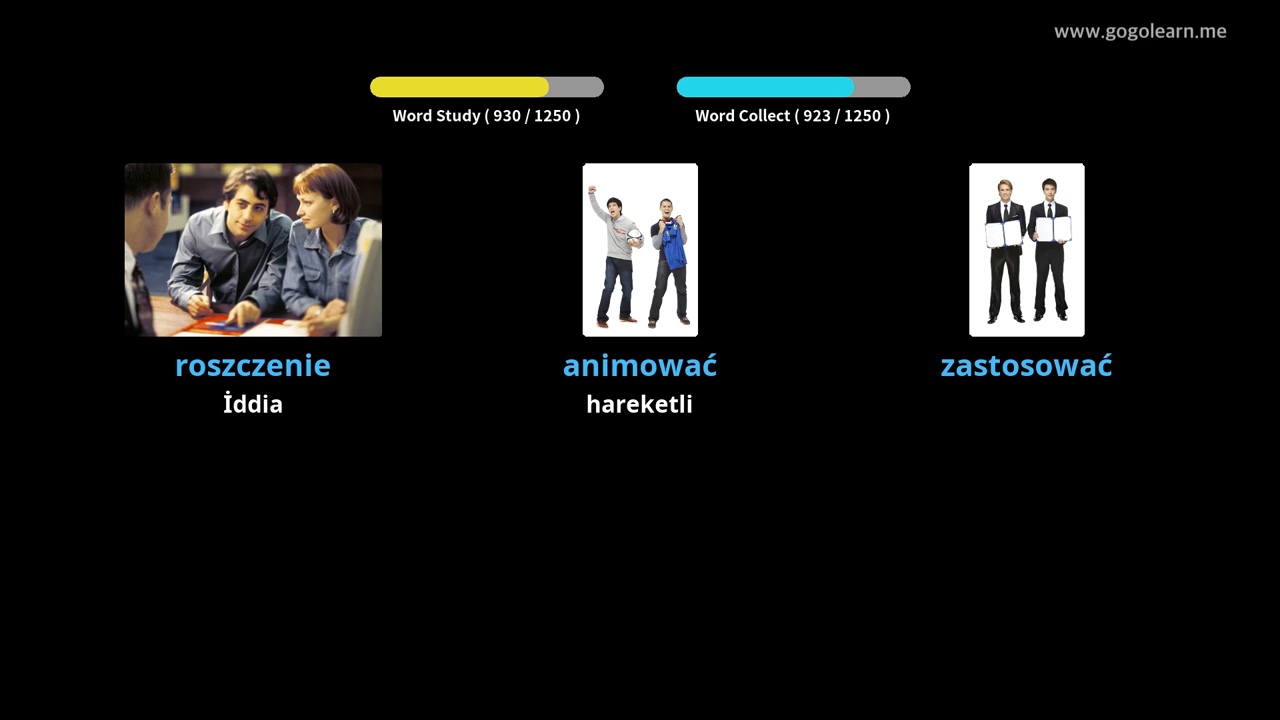 www.gogolearn.me
Word Study ( 930 / 1250 )
Word Collect ( 923 / 1250 )
roszczenie
animować
zastosować
İddia
hareketli